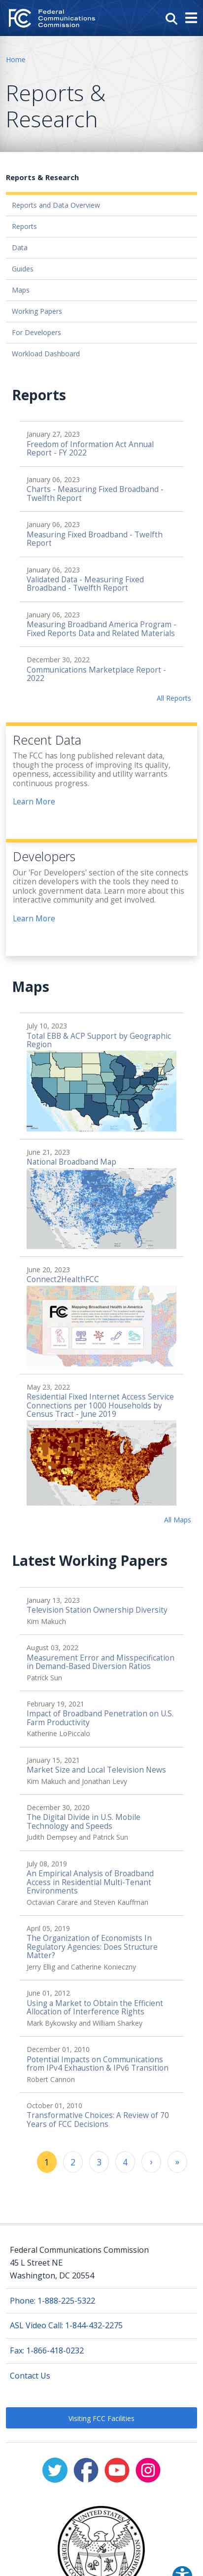 Federal
Communications
Commission
Home
Reports &
Research
Reports & Research
Reports and Data Overview
Reports
Data
Guides
Maps
Working Papers
For Developers
Workload Dashboard
Reports
January 27, 2023
Freedom of Information Act Annual
Report - FY 2022
January 06, 2023
Charts - Measuring Fixed Broadband -
Twelfth Report
January 06, 2023
Measuring Fixed Broadband - Twelfth
Report
January 06, 2023
Validated Data - Measuring Fixed
Broadband - Twelfth Report
January 06, 2023
Measuring Broadband America Program -
Fixed Reports Data and Related Materials
December 30, 2022
Communications Marketplace Report -
2022
All Reports
Recent Data
The FCC has long published relevant data,
though the process of improving its quality,
openness, accessibility and utility warrants
continuous progress.
Learn More
Developers
Our 'For Developers' section of the site connects
citizen developers with the tools they need to
unlock government data. Learn more about this
interactive community and get involved.
Learn More
Maps
July 10, 2023
Total EBB & ACP Support by Geographic
Region
June 21, 2023
National Broadband Map
June 20, 2023
Connect2HealthFCC
FCC
Mapping Broadband Health in America
May 23, 2022
Residential Fixed Internet Access Service
Connections per 1000 Households by
Census Tract - June 2019
All Maps
Latest Working Papers
January 13, 2023
Television Station Ownership Diversity
Kim Makuch
August 03, 2022
Measurement Error and Misspecification
in Demand-Based Diversion Ratios
Patrick Sun
February 19, 2021
Impact of Broadband Penetration on U.S.
Farm Productivity
Katherine LoPiccalo
January 15, 2021
Market Size and Local Television News
Kim Makuch and Jonathan Levy
December 30, 2020
The Digital Divide in U.S. Mobile
Technology and Speeds
Judith Dempsey and Patrick Sun
July 08, 2019
An Empirical Analysis of Broadband
Access in Residential Multi-Tenant
Environments
Octavian Carare and Steven Kauffman
April 05, 2019
The Organization of Economists In
Regulatory Agencies: Does Structure
Matter?
Jerry Ellig and Catherine Konieczny
June 01, 2012
Using a Market to Obtain the Efficient
Allocation of Interference Rights
Mark Bykowsky and William Sharkey
December 01, 2010
Potential Impacts on Communications
from IPv4 Exhaustion & IPv6 Transition
Robert Cannon
October 01, 2010
Transformative Choices: A Review of 70
Years of FCC Decisions
1 2 3 4 › »
Federal Communications Commission
45 L Street NE
Washington, DC 20554
Phone: 1-888-225-5322
ASL Video Call: 1-844-432-2275
Fax: 1-866-418-0232
Contact Us
Visiting FCC Facilities